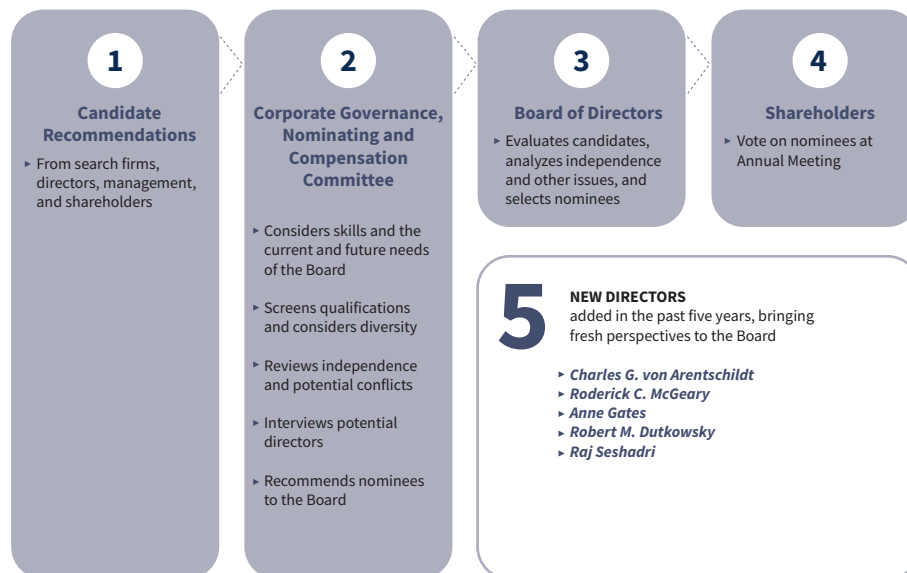 1
Candidate
Recommendations
▸ From search firms,
directors, management,
and shareholders
2
Corporate Governance,
Nominating and
Compensation
Committee
▸ Considers skills and the
current and future needs
of the Board
▸ Screens qualifications
and considers diversity
▸ Reviews independence
and potential conflicts
▸ Interviews potential
directors
▸ Recommends nominees
to the Board
3
Board of Directors
▸ Evaluates candidates,
analyzes independence
and other issues, and
selects nominees
4
Shareholders
▸ Vote on nominees at
Annual Meeting
5
NEW DIRECTORS
added in the past five years, bringing
fresh perspectives to the Board
▸ Charles G. von Arentschildt
▸ Roderick C. McGeary
▸ Anne Gates
▸ Robert M. Dutkowsky
▸ Raj Seshadri